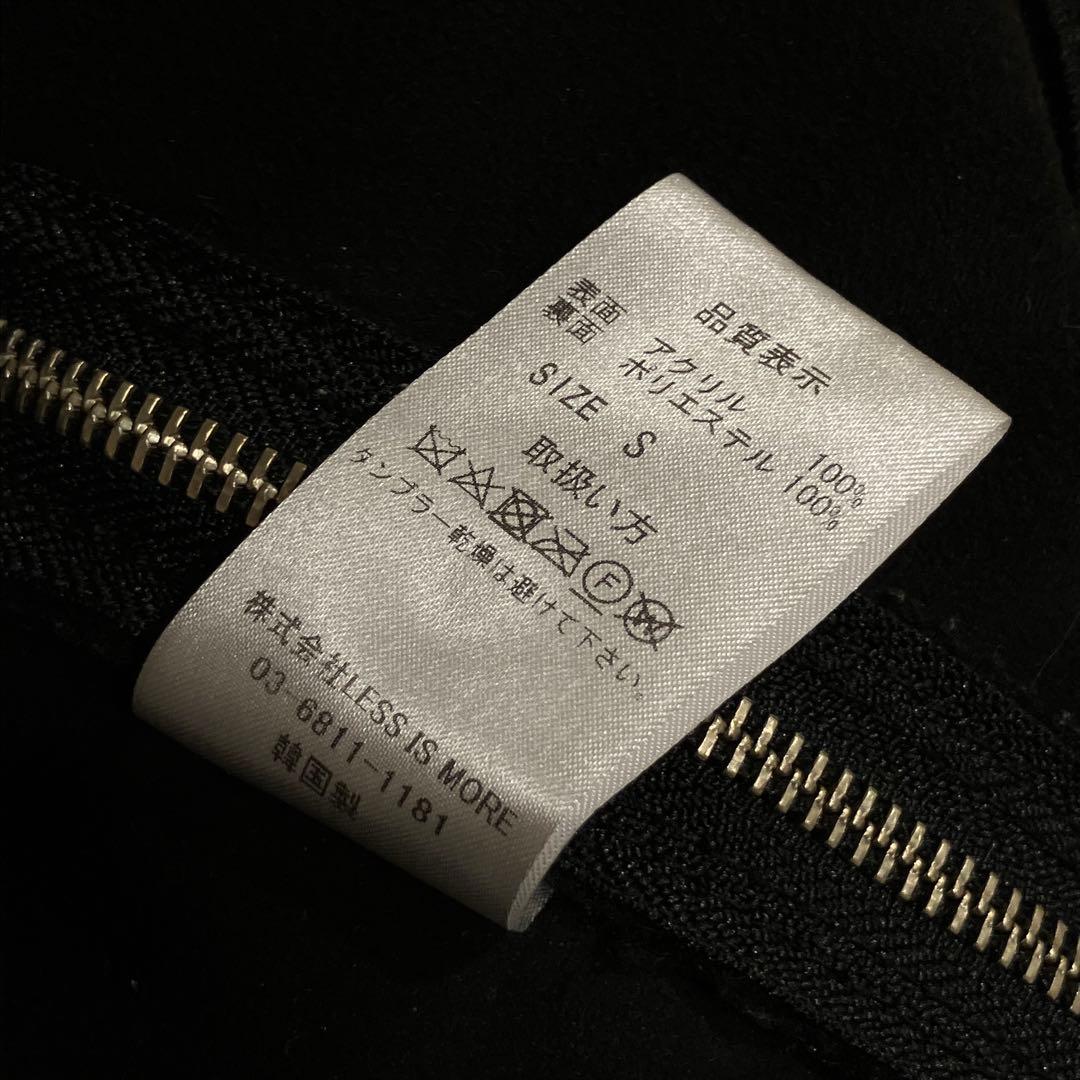 品質表示
表面 アクリル 100%
裏面 ポリエステル 100%
SIZE S
取扱い方
F W
タンブラー乾燥は避けて下さい。
株式会社LESS IS MORE
03-6811-1181
韓国製